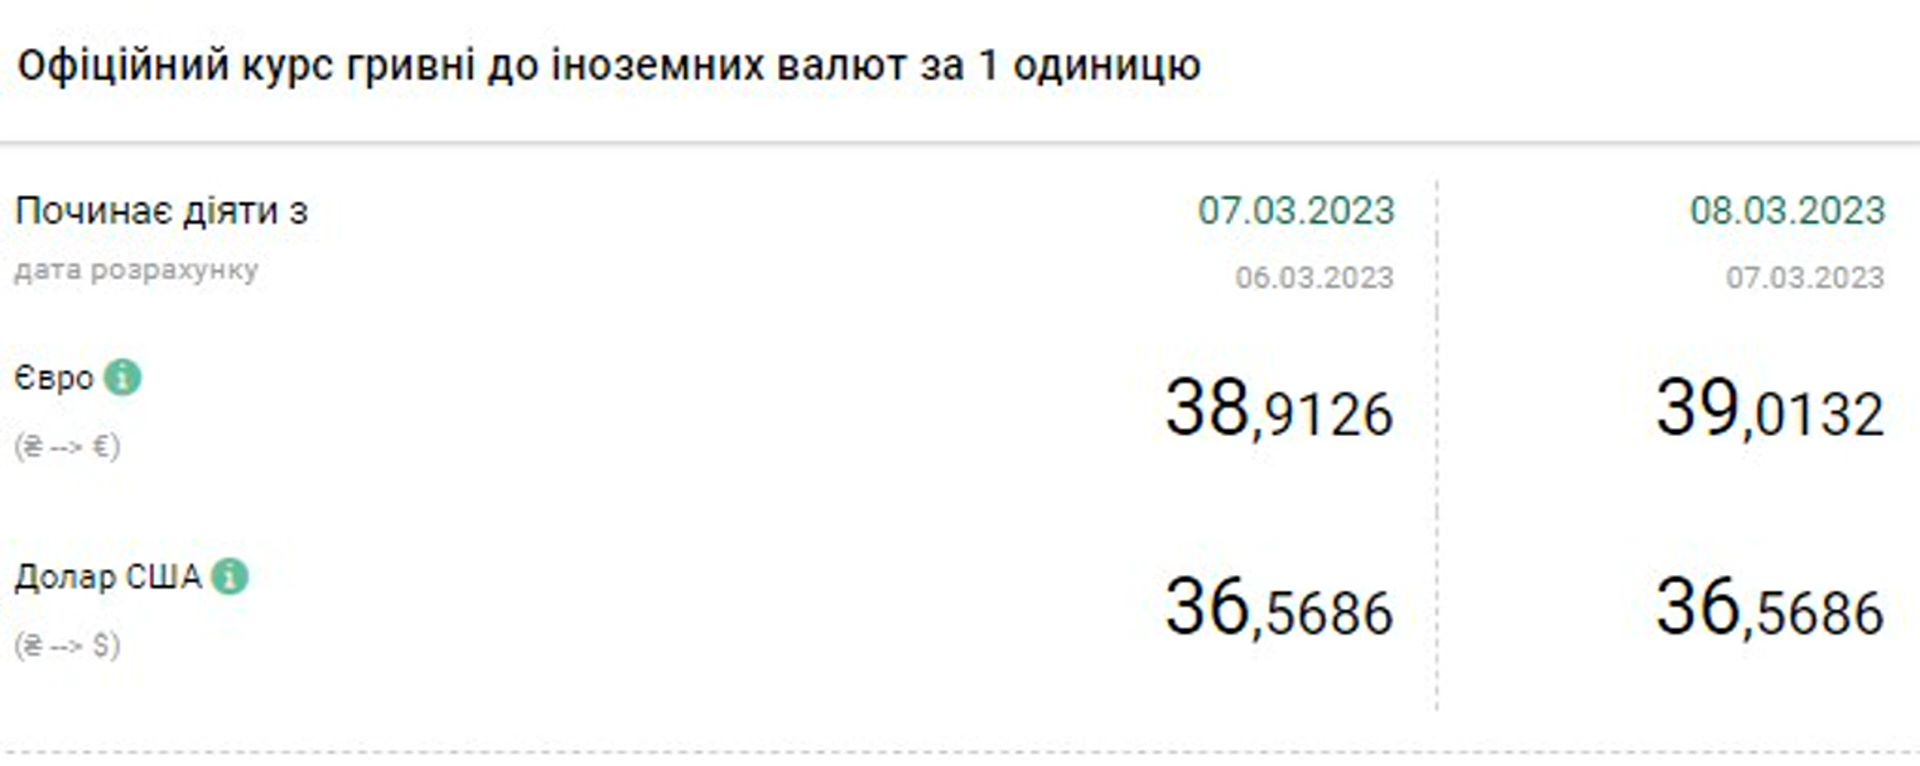 Офіційний курс гривні до іноземних валют за 1 одиницю
Починає діяти з 07.03.2023 08.03.2023
дата розрахунку 06.03.2023 07.03.2023
Євро 38,9126 39,0132
(₴ --> €)
Долар США 36,5686 36,5686
(₴ --> $)